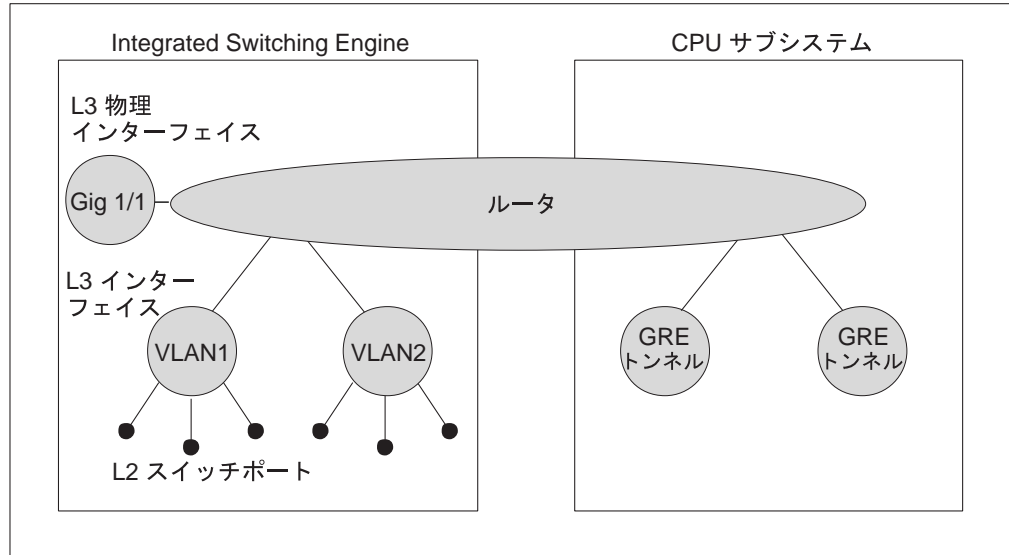 Integrated Switching Engine
CPU サブシステム
L3 物理
インターフェイス
Gig 1/1
ルータ
L3 インター
フェイス
VLAN1
VLAN2
GRE
トンネル
GRE
トンネル
L2 スイッチポート